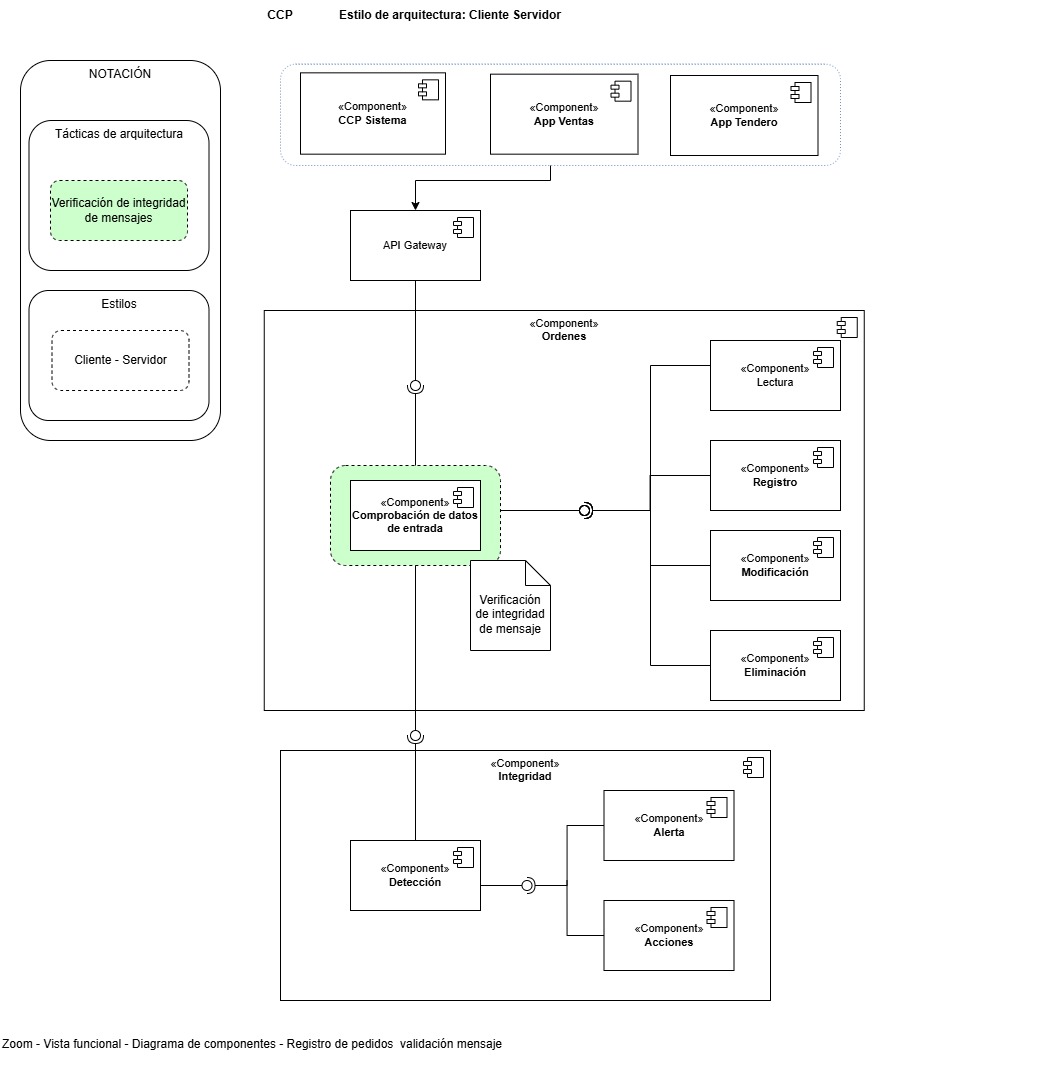 CCP
Estilo de arquitectura: Cliente Servidor
NOTACIÓN
Tácticas de arquitectura
Verificación de integridad
de mensajes
Estilos
Cliente - Servidor
«Component»
CCP Sistema
«Component»
App Ventas
«Component»
App Tendero
API Gateway
«Component»
Ordenes
«Component»
Lectura
«Component»
Registro
«Component»
Comprobación de datos
de entrada
«Component»
Modificación
Verificación
de integridad
de mensaje
«Component»
Eliminación
«Component»
Integridad
«Component»
Alerta
«Component»
Detección
«Component»
Acciones
Zoom - Vista funcional - Diagrama de componentes - Registro de pedidos  validación mensaje